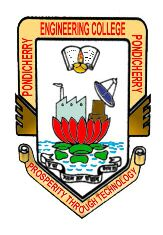 PONDICHERRY
ENGINEERING COLLEGE
PONDICHERRY
PROSPERITY THROUGH TECHNOLOGY